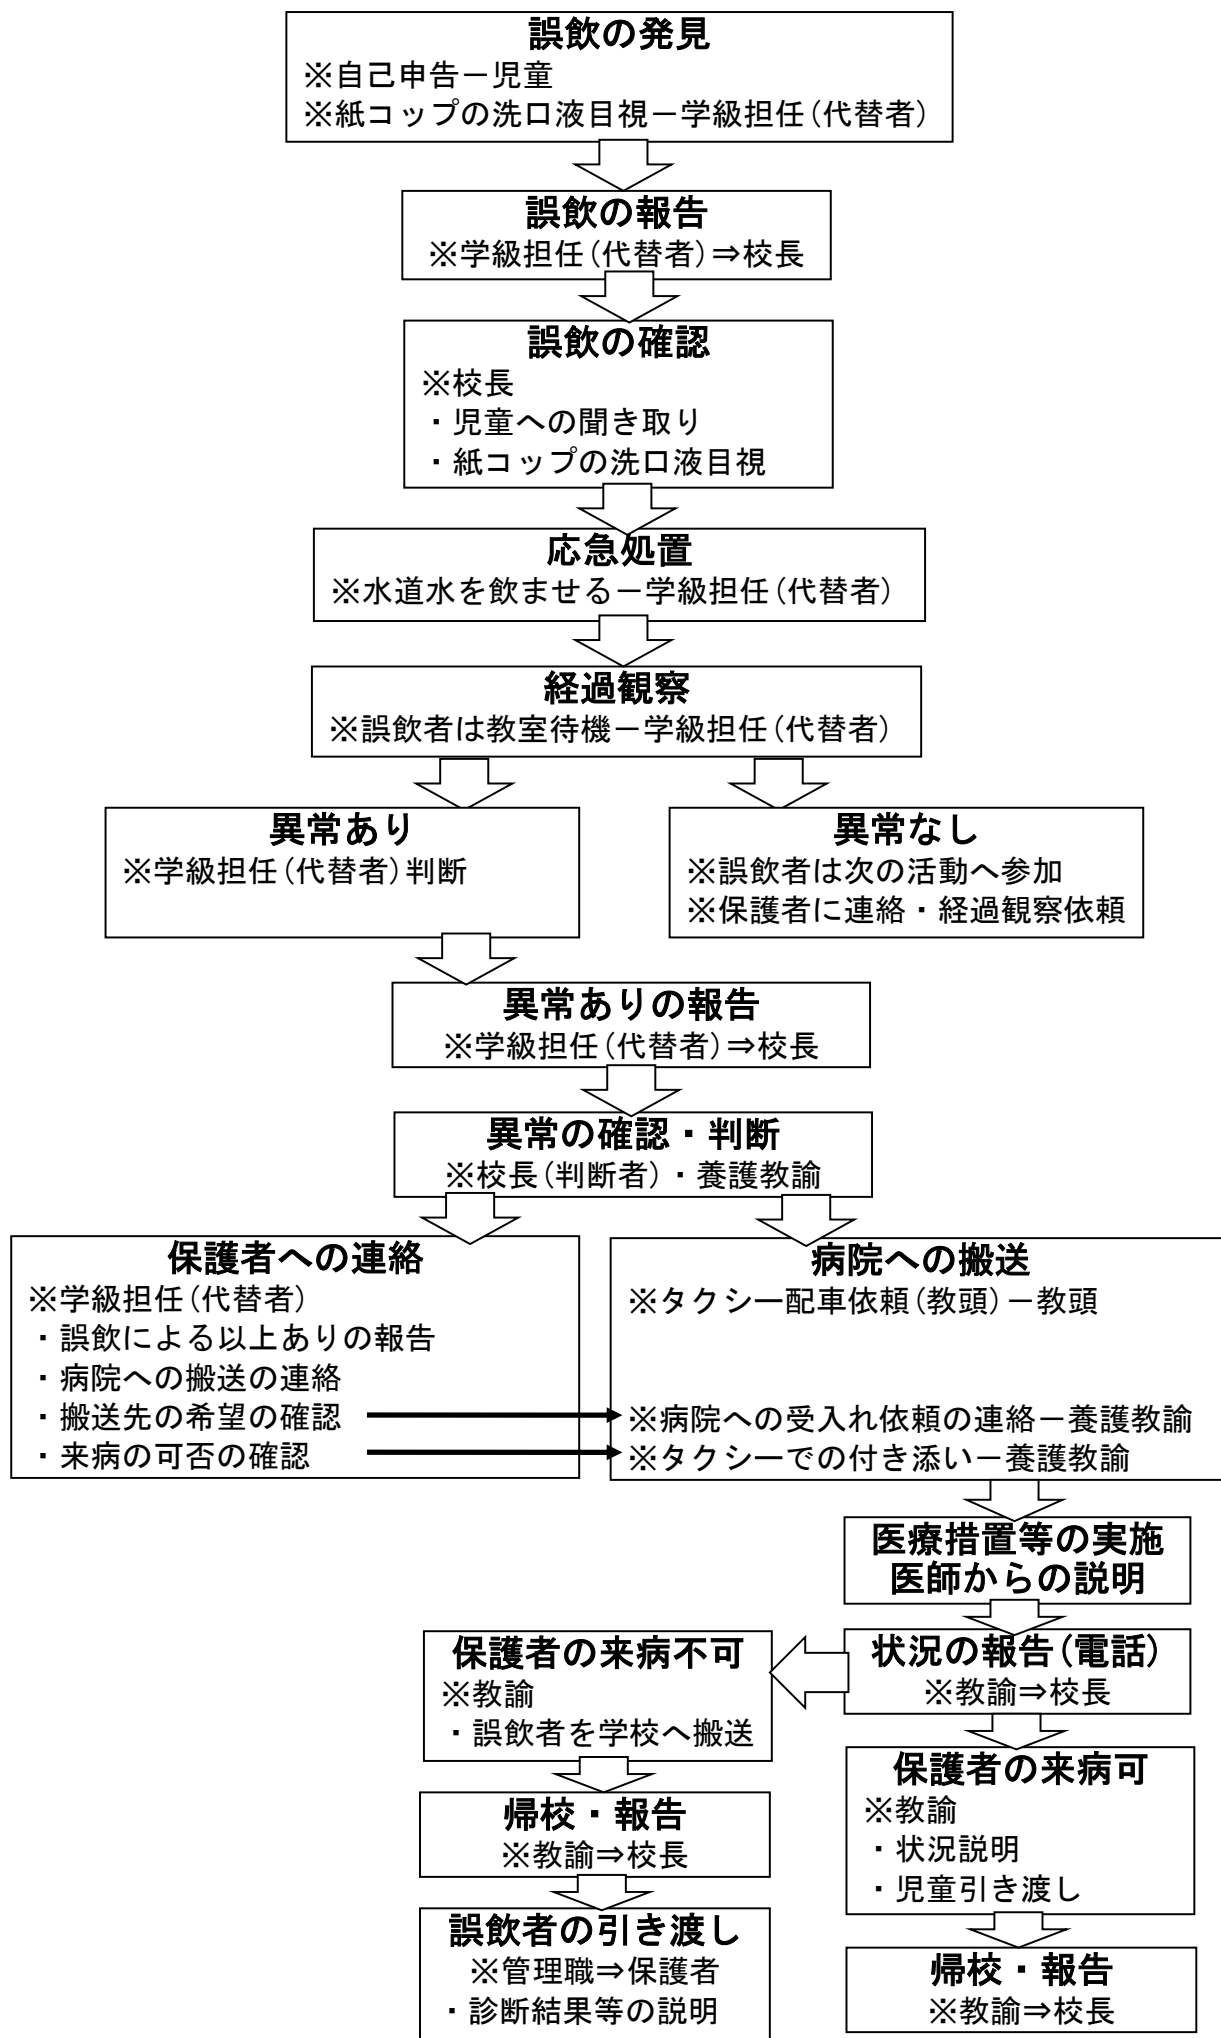 誤飲の発見
※自己申告－児童
※紙コップの洗口液目視－学級担任(代替者)
誤飲の報告
※学級担任(代替者)⇒校長
誤飲の確認
※校長
・児童への聞き取り
・紙コップの洗口液目視
応急処置
※水道水を飲ませる－学級担任(代替者)
経過観察
※誤飲者は教室待機－学級担任(代替者)
異常あり
※学級担任(代替者)判断
異常なし
※誤飲者は次の活動へ参加
※保護者に連絡・経過観察依頼
異常ありの報告
※学級担任(代替者)⇒校長
異常の確認・判断
※校長(判断者)・養護教諭
保護者への連絡
※学級担任(代替者)
・誤飲による以上ありの報告
・病院への搬送の連絡
・搬送先の希望の確認
・来病の可否の確認
病院への搬送
※タクシー配車依頼(教頭)－教頭
※病院への受入れ依頼の連絡－養護教諭
※タクシーでの付き添い－養護教諭
医療措置等の実施
医師からの説明
状況の報告(電話)
※教諭⇒校長
保護者の来病不可
※教諭
・誤飲者を学校へ搬送
帰校・報告
※教諭⇒校長
誤飲者の引き渡し
※管理職⇒保護者
・診断結果等の説明
保護者の来病可
※教諭
・状況説明
・児童引き渡し
帰校・報告
※教諭⇒校長